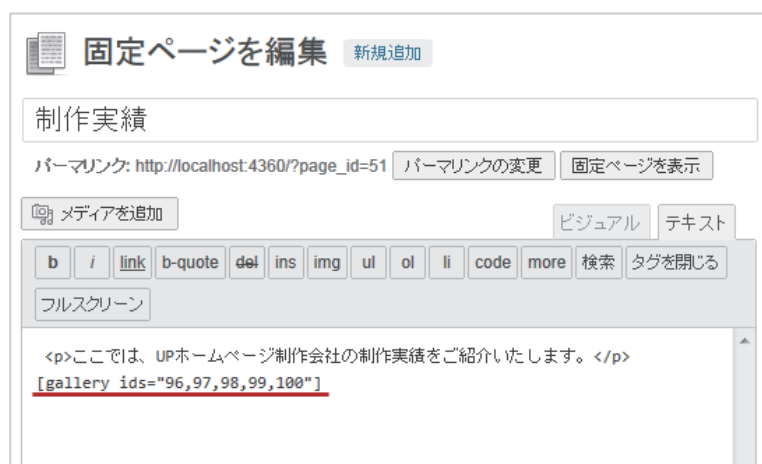 固定ページを編集 新規追加
制作実績
パーマリンク: http://localhost:4360/?page_id=51 パーマリンクの変更 固定ページを表示
メディアを追加 ビジュアル テキスト
b i link b-quote del ins img ul ol li code more 検索 タグを閉じる
フルスクリーン
<p>ここでは、UPホームページ制作会社の制作実績をご紹介いたします。</p>
[gallery ids="96,97,98,99,100"]